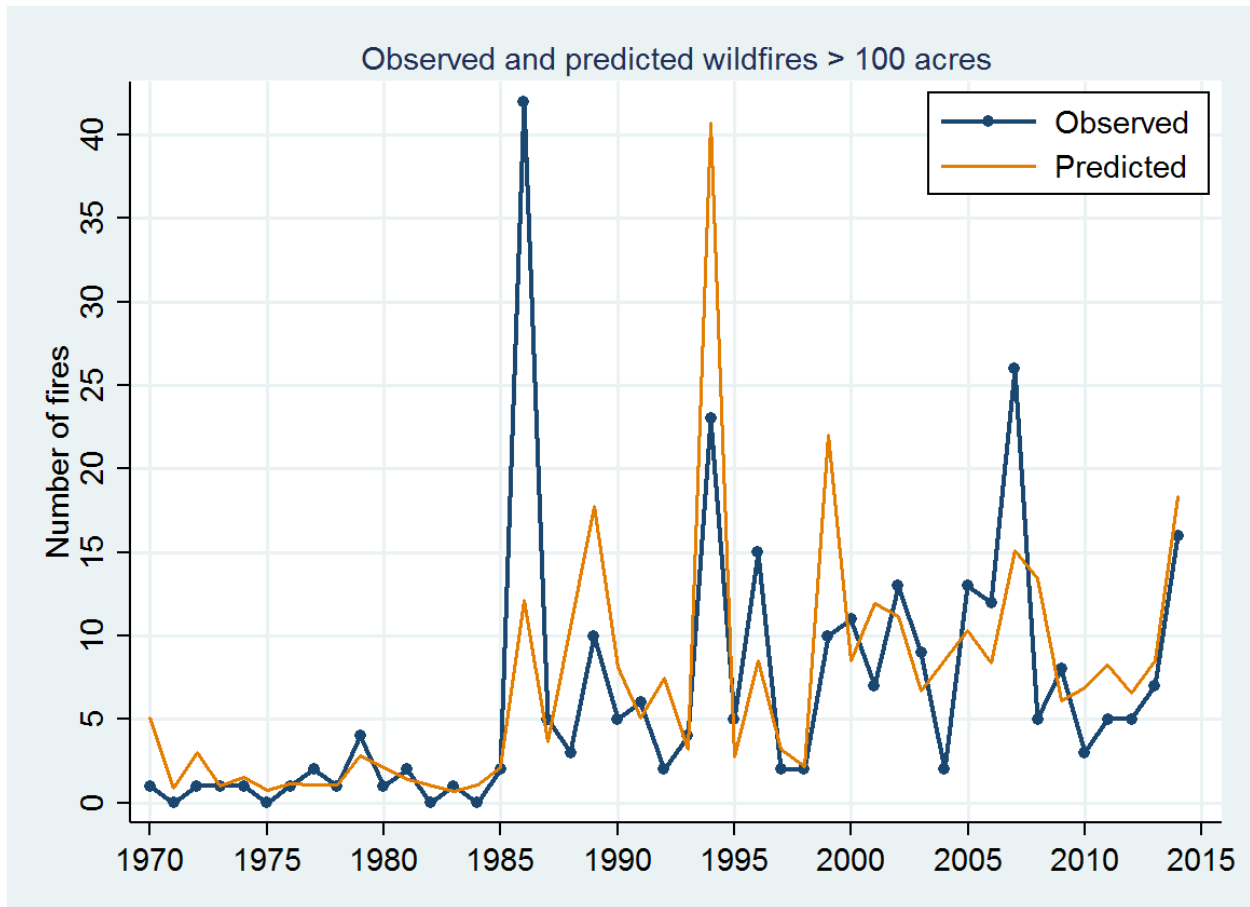 Observed and predicted wildfires > 100 acres
Observed
Predicted
Number of fires
40
35
30
25
20
15
10
5
0
1970 1975 1980 1985 1990 1995 2000 2005 2010 2015